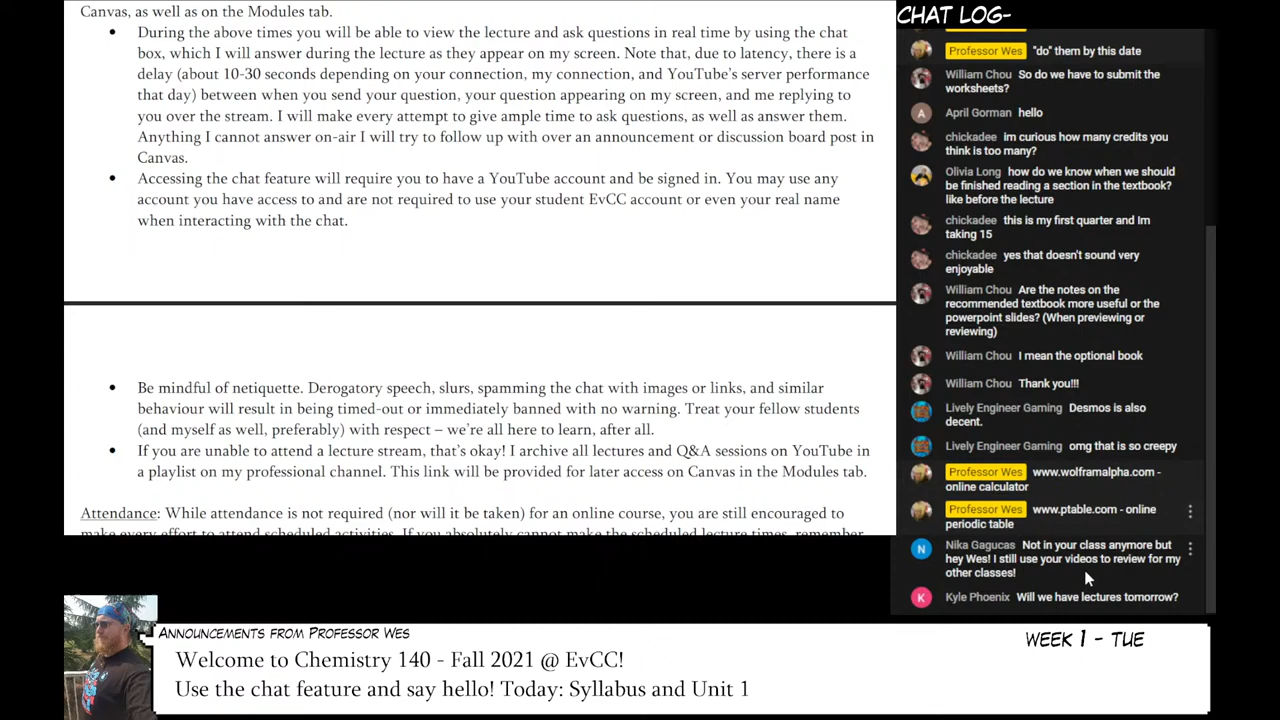 Canvas, as well as on the Modules tab.
• During the above times you will be able to view the lecture and ask questions in real time by using the chat
box, which I will answer during the lecture as they appear on my screen. Note that, due to latency, there is a
delay (about 10-30 seconds depending on your connection, my connection, and YouTube's server performance
that day) between when you send your question, your question appearing on my screen, and me replying to
you over the stream. I will make every attempt to give ample time to ask questions, as well as answer them.
Anything I cannot answer on-air I will try to follow up with over an announcement or discussion board post in
Canvas.
• Accessing the chat feature will require you to have a YouTube account and be signed in. You may use any
account you have access to and are not required to use your student EvCC account or even your real name
when interacting with the chat.
• Be mindful of netiquette. Derogatory speech, slurs, spamming the chat with images or links, and similar
behaviour will result in being timed-out or immediately banned with no warning. Treat your fellow students
(and myself as well, preferably) with respect – we're all here to learn, after all.
• If you are unable to attend a lecture stream, that's okay! I archive all lectures and Q&A sessions on YouTube in
a playlist on my professional channel. This link will be provided for later access on Canvas in the Modules tab.
Attendance: While attendance is not required (nor will it be taken) for an online course, you are still encouraged to
make every effort to attend scheduled activities. If you absolutely cannot make the scheduled lecture times, remember
CHAT LOG-
Professor Wes "do" them by this date
William Chou So do we have to submit the
worksheets?
A April Gorman hello
chickadee im curious how many credits you
think is too many?
Olivia Long how do we know when we should
be finished reading a section in the textbook?
like before the lecture
chickadee this is my first quarter and Im
taking 15
chickadee yes that doesn't sound very
enjoyable
William Chou Are the notes on the
recommended textbook more useful or the
powerpoint slides? (When previewing or
reviewing)
William Chou I mean the optional book
William Chou Thank you!!!
Lively Engineer Gaming Desmos is also
decent.
Lively Engineer Gaming omg that is so creepy
Professor Wes www.wolframalpha.com -
online calculator
Professor Wes www.ptable.com - online
periodic table
N Nika Gagucas Not in your class anymore but
hey Wes! I still use your videos to review for my
other classes!
K Kyle Phoenix Will we have lectures tomorrow?
Announcements from Professor Wes
WEEK 1 - TUE
Welcome to Chemistry 140 - Fall 2021 @ EvCC!
Use the chat feature and say hello! Today: Syllabus and Unit 1